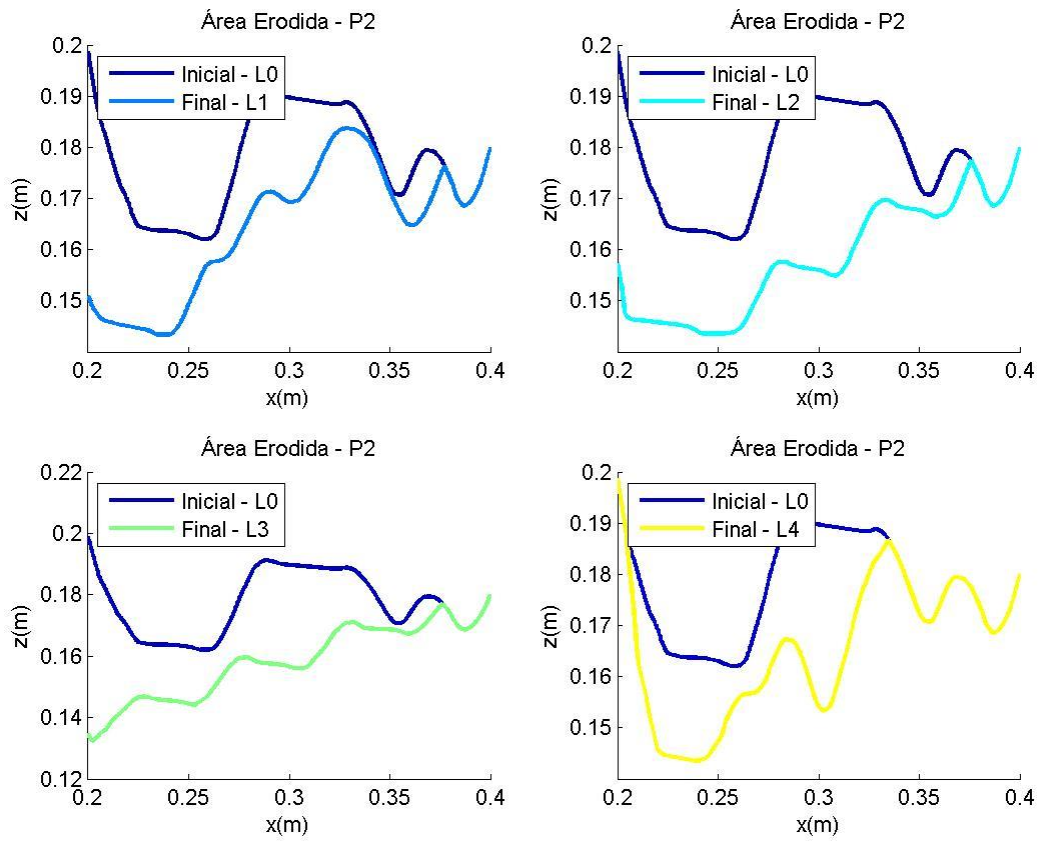 Área Erodida - P2
0.2
0.19
0.18
0.17
0.16
0.15
z(m)
Inicial - L0
Final - L1
0.2 0.25 0.3 0.35 0.4
x(m)
Área Erodida - P2
0.2
0.19
0.18
0.17
0.16
0.15
z(m)
Inicial - L0
Final - L2
0.2 0.25 0.3 0.35 0.4
x(m)
Área Erodida - P2
0.22
0.2
0.18
0.16
0.14
0.12
z(m)
Inicial - L0
Final - L3
0.2 0.25 0.3 0.35 0.4
x(m)
Área Erodida - P2
0.2
0.19
0.18
0.17
0.16
0.15
z(m)
Inicial - L0
Final - L4
0.2 0.25 0.3 0.35 0.4
x(m)